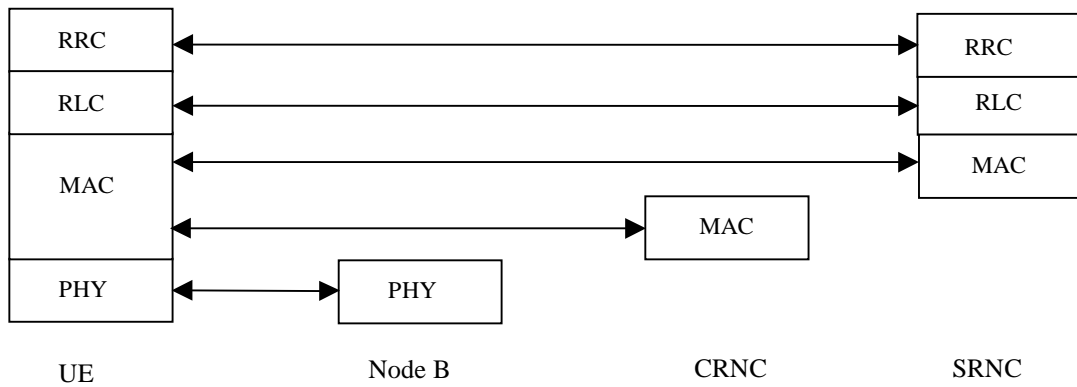 RRC
RRC
RLC
RLC
MAC
MAC
MAC
PHY
PHY
UE
Node B
CRNC
SRNC